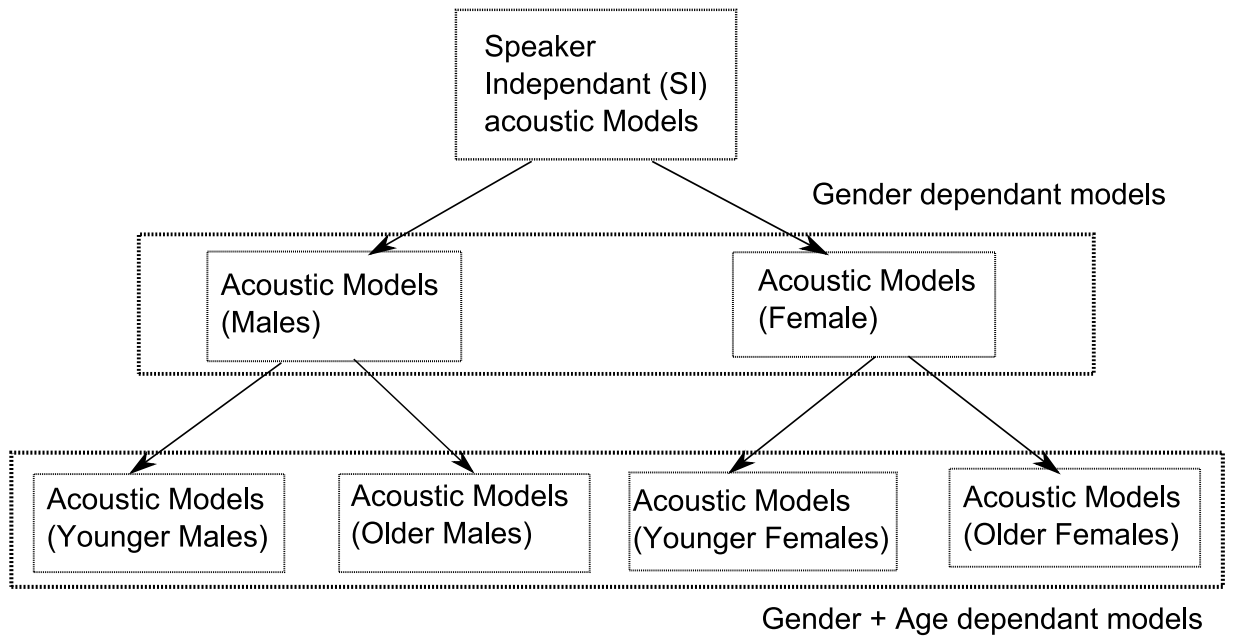 Speaker
Independant (SI)
acoustic Models
Gender dependant models
Acoustic Models
(Males)
Acoustic Models
(Female)
Acoustic Models
(Younger Males)
Acoustic Models
(Older Males)
Acoustic Models
(Younger Females)
Acoustic Models
(Older Females)
Gender + Age dependant models